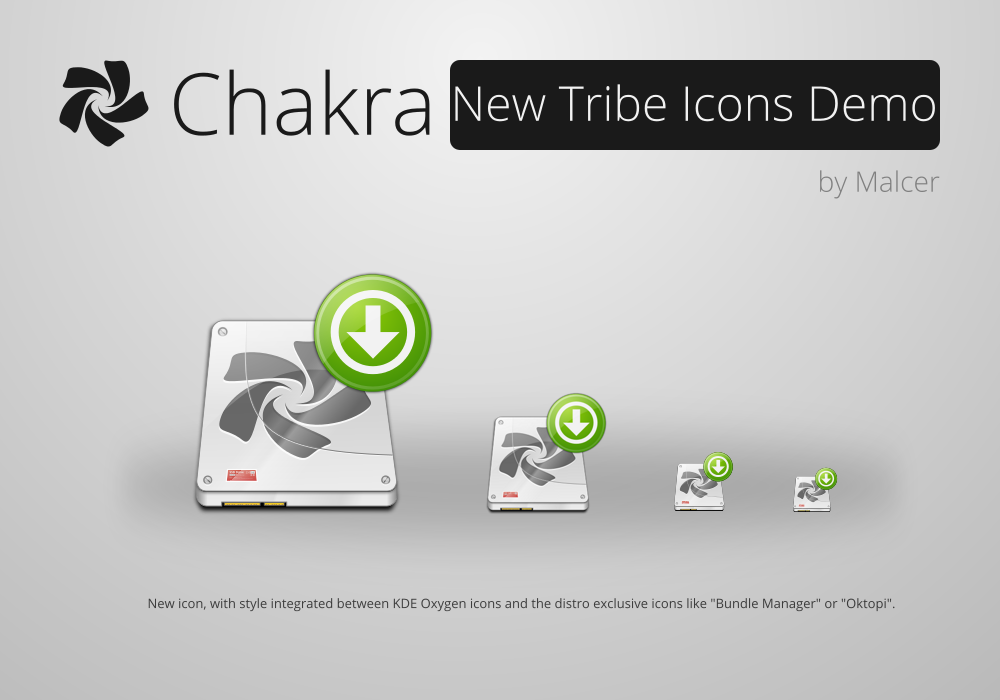 Chakra New Tribe Icons Demo
by Malcer
New icon, with style integrated between KDE Oxygen icons and the distro exclusive icons like "Bundle Manager" or "Oktopi".